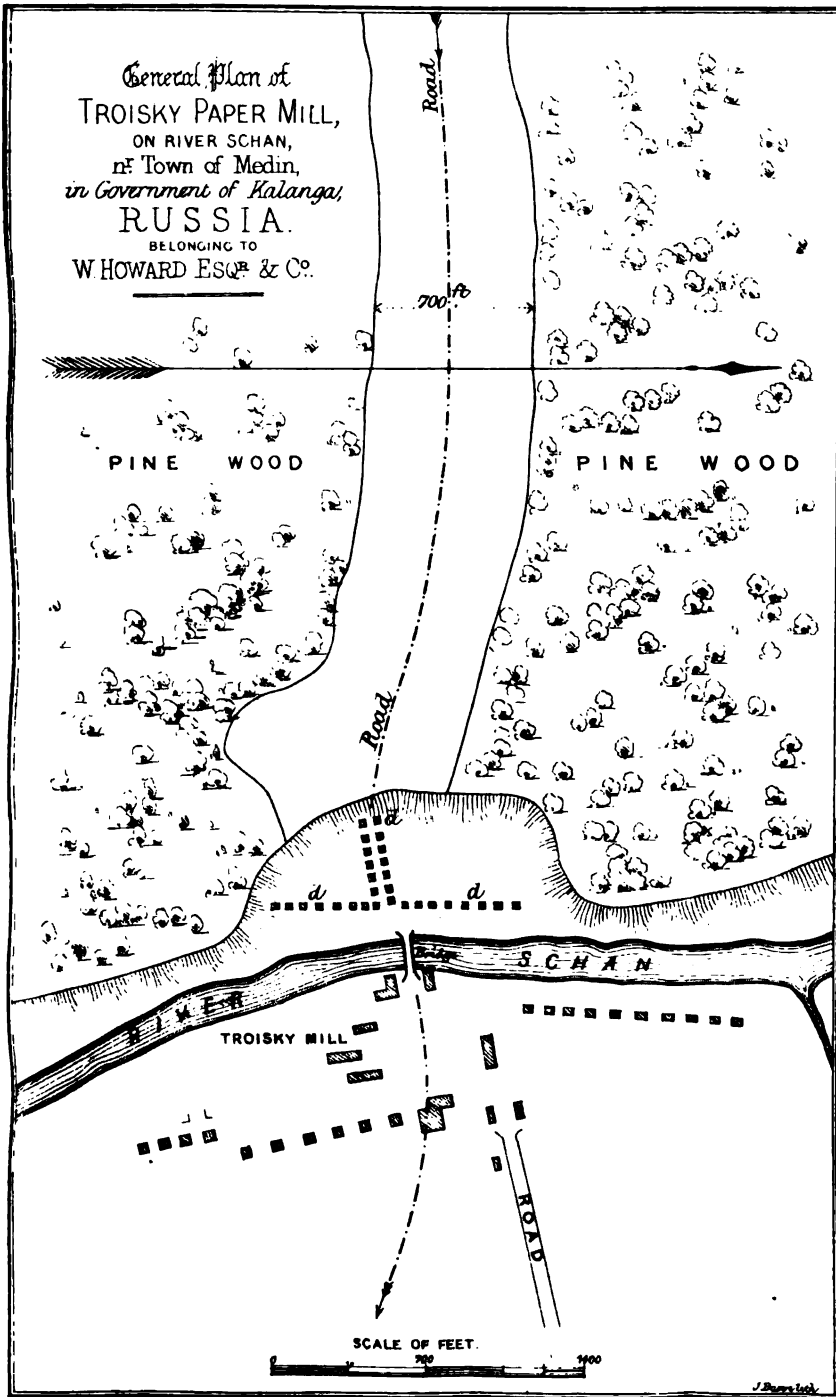 General Plan of
TROISKY PAPER MILL,
ON RIVER SCHAN,
nr. Town of Medin,
in Government of Kalanga,
RUSSIA.
BELONGING TO
W. HOWARD ESQR. & Co.
Road
700 ft
PINE WOOD
PINE WOOD
Road
d
d
d
Bridge
RIVER SCHAN
TROISKY MILL
ROAD
SCALE OF FEET.
0 700 1400